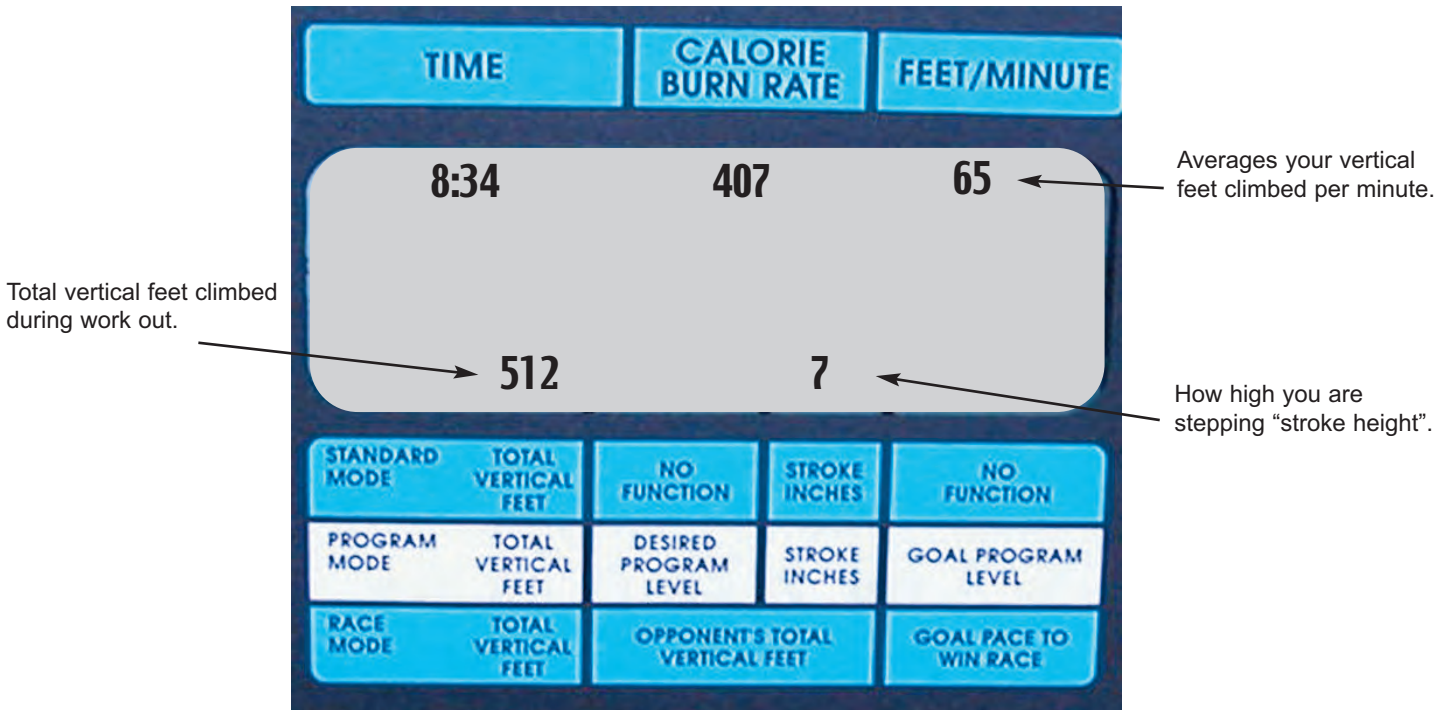 TIME
CALORIE
BURN RATE
FEET/MINUTE
8:34
407
65
Averages your vertical
feet climbed per minute.
Total vertical feet climbed
during work out.
512
7
How high you are
stepping “stroke height”.
STANDARD
MODE
TOTAL
VERTICAL
FEET
NO
FUNCTION
STROKE
INCHES
NO
FUNCTION
PROGRAM
MODE
TOTAL
VERTICAL
FEET
DESIRED
PROGRAM
LEVEL
STROKE
INCHES
GOAL PROGRAM
LEVEL
RACE
MODE
TOTAL
VERTICAL
FEET
OPPONENT'S TOTAL
VERTICAL FEET
GOAL PACE TO
WIN RACE